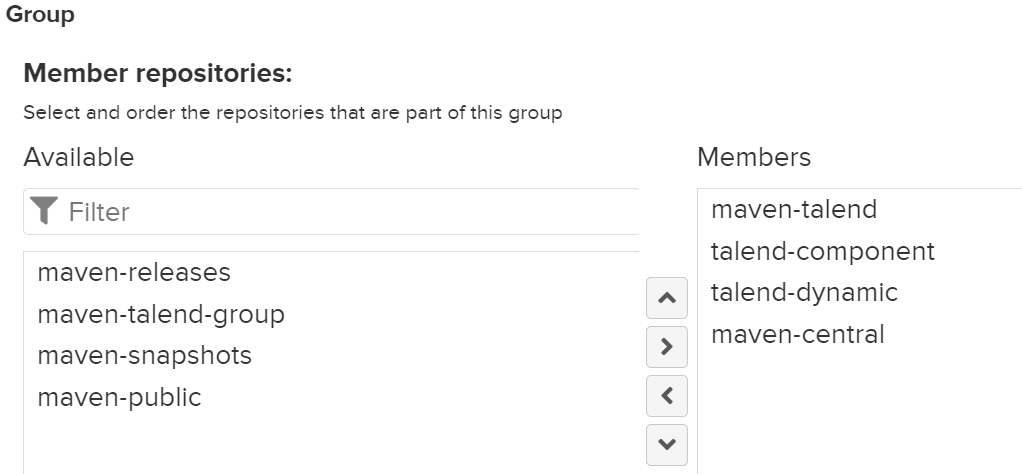 Group
Member repositories:
Select and order the repositories that are part of this group
Available
Filter
maven-releases
maven-talend-group
maven-snapshots
maven-public
Members
maven-talend
talend-component
talend-dynamic
maven-central